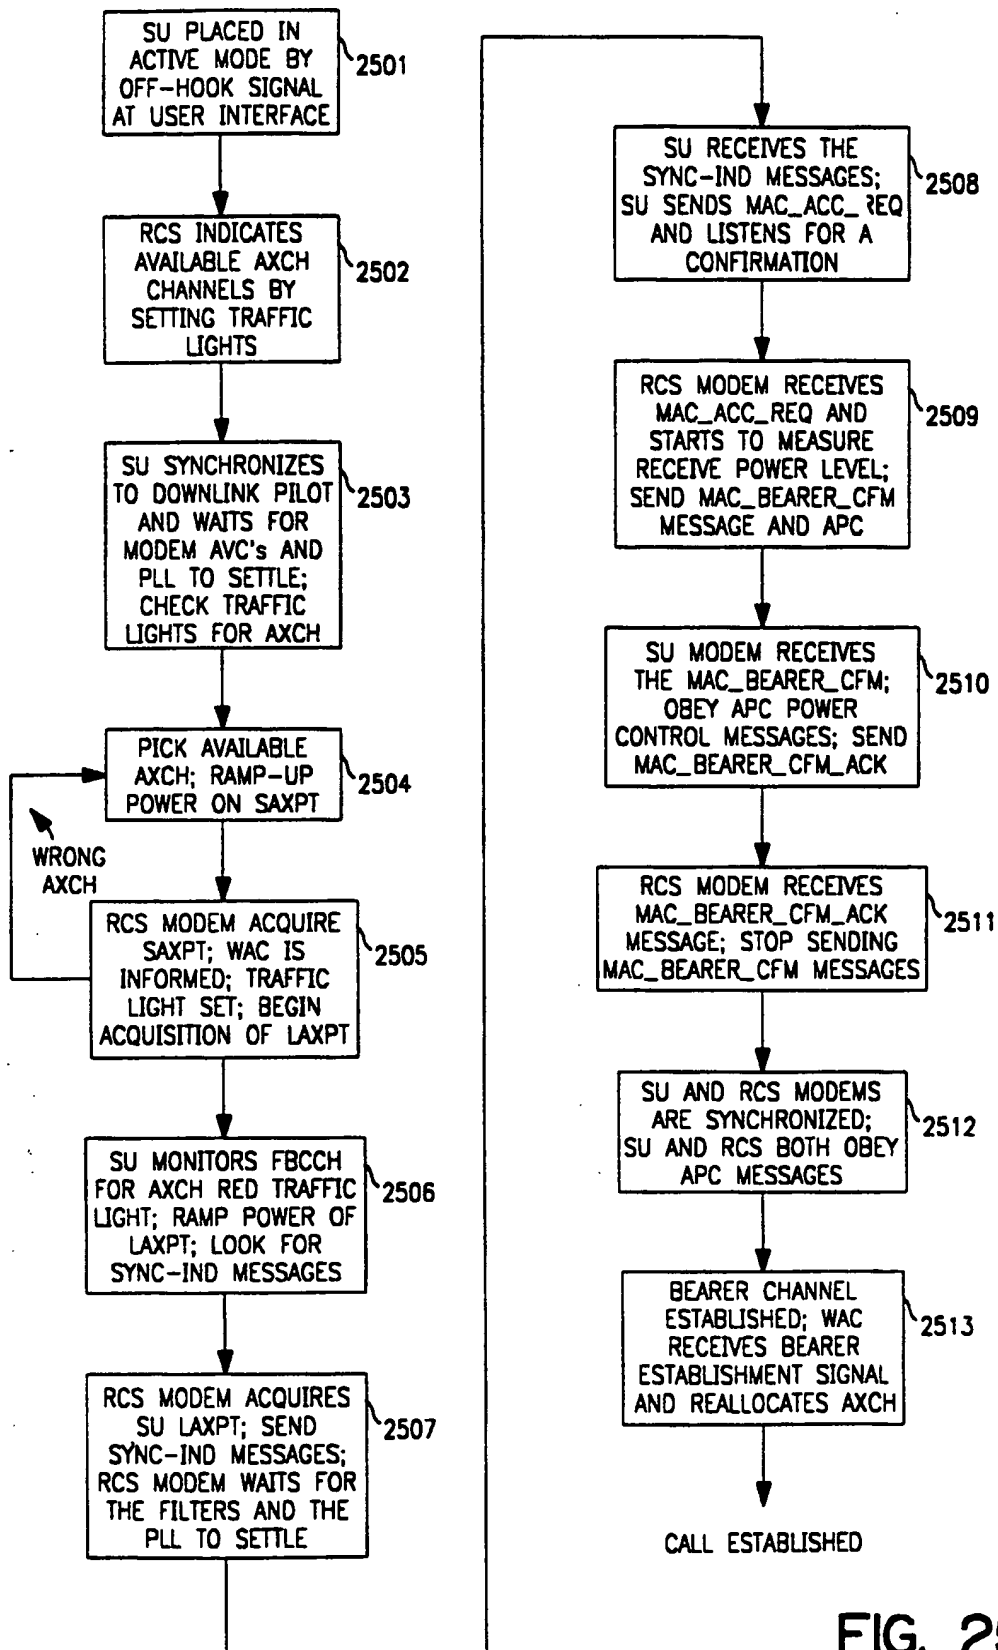 SU PLACED IN
ACTIVE MODE BY
OFF-HOOK SIGNAL
AT USER INTERFACE
2501
RCS INDICATES
AVAILABLE AXCH
CHANNELS BY
SETTING TRAFFIC
LIGHTS
2502
SU SYNCHRONIZES
TO DOWNLINK PILOT
AND WAITS FOR
MODEM AVC's AND
PLL TO SETTLE;
CHECK TRAFFIC
LIGHTS FOR AXCH
2503
PICK AVAILABLE
AXCH; RAMP-UP
POWER ON SAXPT
2504
WRONG
AXCH
RCS MODEM ACQUIRE
SAXPT; WAC IS
INFORMED; TRAFFIC
LIGHT SET; BEGIN
ACQUISITION OF LAXPT
2505
SU MONITORS FBCCH
FOR AXCH RED TRAFFIC
LIGHT; RAMP POWER OF
LAXPT; LOOK FOR
SYNC-IND MESSAGES
2506
RCS MODEM ACQUIRES
SU LAXPT; SEND
SYNC-IND MESSAGES;
RCS MODEM WAITS FOR
THE FILTERS AND THE
PLL TO SETTLE
2507
SU RECEIVES THE
SYNC-IND MESSAGES;
SU SENDS MAC_ACC_REQ
AND LISTENS FOR A
CONFIRMATION
2508
RCS MODEM RECEIVES
MAC_ACC_REQ AND
STARTS TO MEASURE
RECEIVE POWER LEVEL;
SEND MAC_BEARER_CFM
MESSAGE AND APC
2509
SU MODEM RECEIVES
THE MAC_BEARER_CFM;
OBEY APC POWER
CONTROL MESSAGES; SEND
MAC_BEARER_CFM_ACK
2510
RCS MODEM RECEIVES
MAC_BEARER_CFM_ACK
MESSAGE; STOP SENDING
MAC_BEARER_CFM MESSAGES
2511
SU AND RCS MODEMS
ARE SYNCHRONIZED;
SU AND RCS BOTH OBEY
APC MESSAGES
2512
BEARER CHANNEL
ESTABLISHED; WAC
RECEIVES BEARER
ESTABLISHMENT SIGNAL
AND REALLOCATES AXCH
2513
CALL ESTABLISHED
FIG.